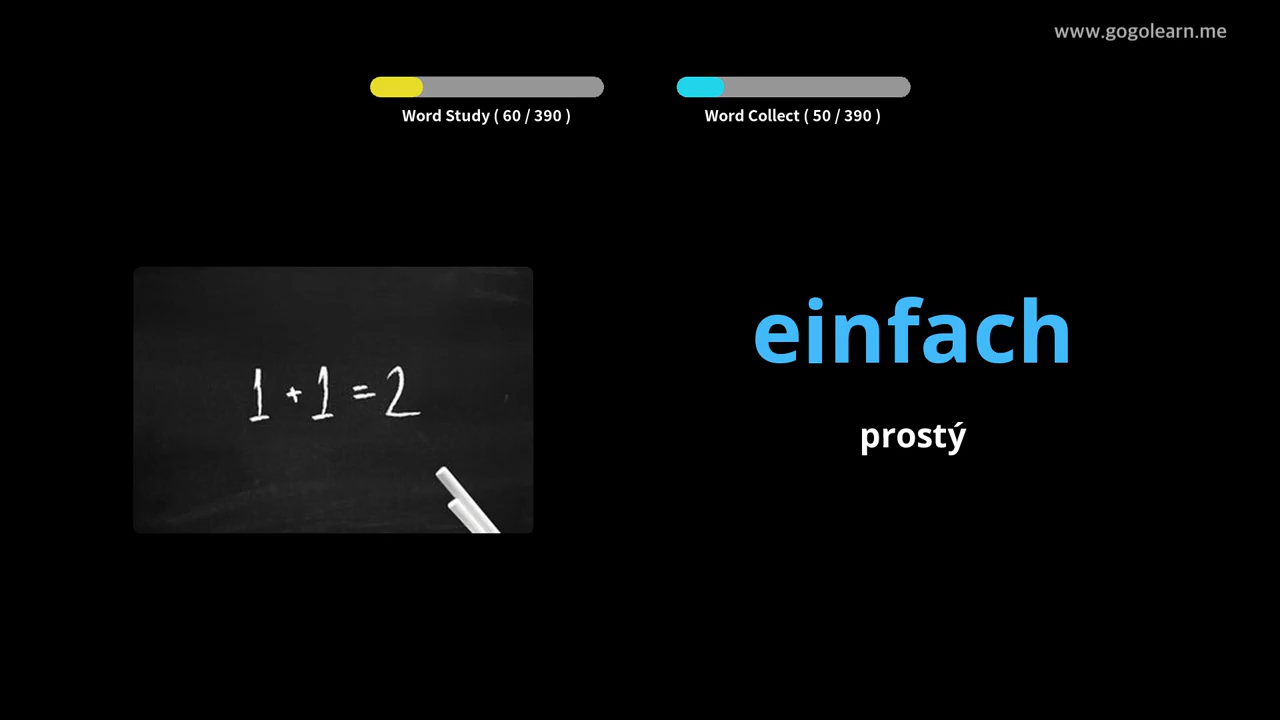 www.gogolearn.me
Word Study ( 60 / 390 )
Word Collect ( 50 / 390 )
1 + 1 = 2
einfach
prostý